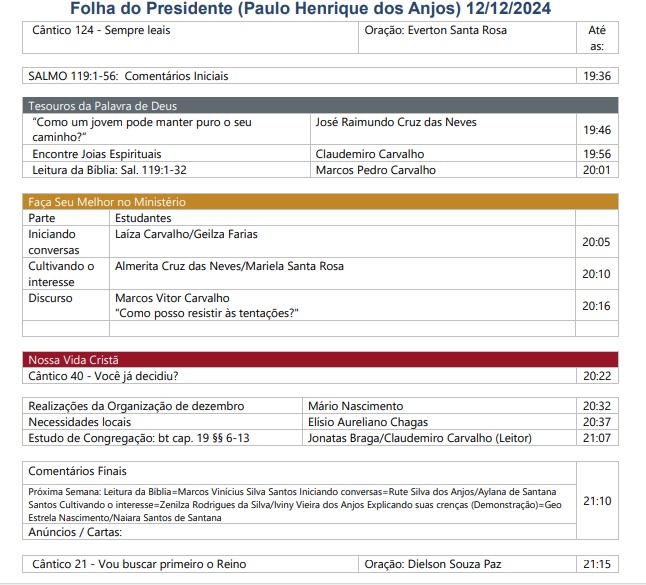 Folha do Presidente (Paulo Henrique dos Anjos) 12/12/2024
Cântico 124 - Sempre leais Oração: Everton Santa Rosa Até
as:
SALMO 119:1-56: Comentários Iniciais 19:36
Tesouros da Palavra de Deus
“Como um jovem pode manter puro o seu José Raimundo Cruz das Neves 19:46
caminho?”
Encontre Joias Espirituais Claudemiro Carvalho 19:56
Leitura da Bíblia: Sal. 119:1-32 Marcos Pedro Carvalho 20:01
Faça Seu Melhor no Ministério
Parte Estudantes
Iniciando Laíza Carvalho/Geilza Farias 20:05
conversas
Cultivando o Almerita Cruz das Neves/Mariela Santa Rosa 20:10
interesse
Discurso Marcos Vitor Carvalho 20:16
"Como posso resistir às tentações?"
Nossa Vida Cristã
Cântico 40 - Você já decidiu? 20:22
Realizações da Organização de dezembro Mário Nascimento 20:32
Necessidades locais Elísio Aureliano Chagas 20:37
Estudo de Congregação: bt cap. 19 §§ 6-13 Jonatas Braga/Claudemiro Carvalho (Leitor) 21:07
Comentários Finais 21:10
Próxima Semana: Leitura da Bíblia=Marcos Vinícius Silva Santos Iniciando conversas=Rute Silva dos Anjos/Aylana de Santana
Santos Cultivando o interesse=Zenilza Rodrigues da Silva/Iviny Vieira dos Anjos Explicando suas crenças (Demonstração)=Geo
Estrela Nascimento/Naiara Santos de Santana
Anúncios / Cartas:
Cântico 21 - Vou buscar primeiro o Reino Oração: Dielson Souza Paz 21:15